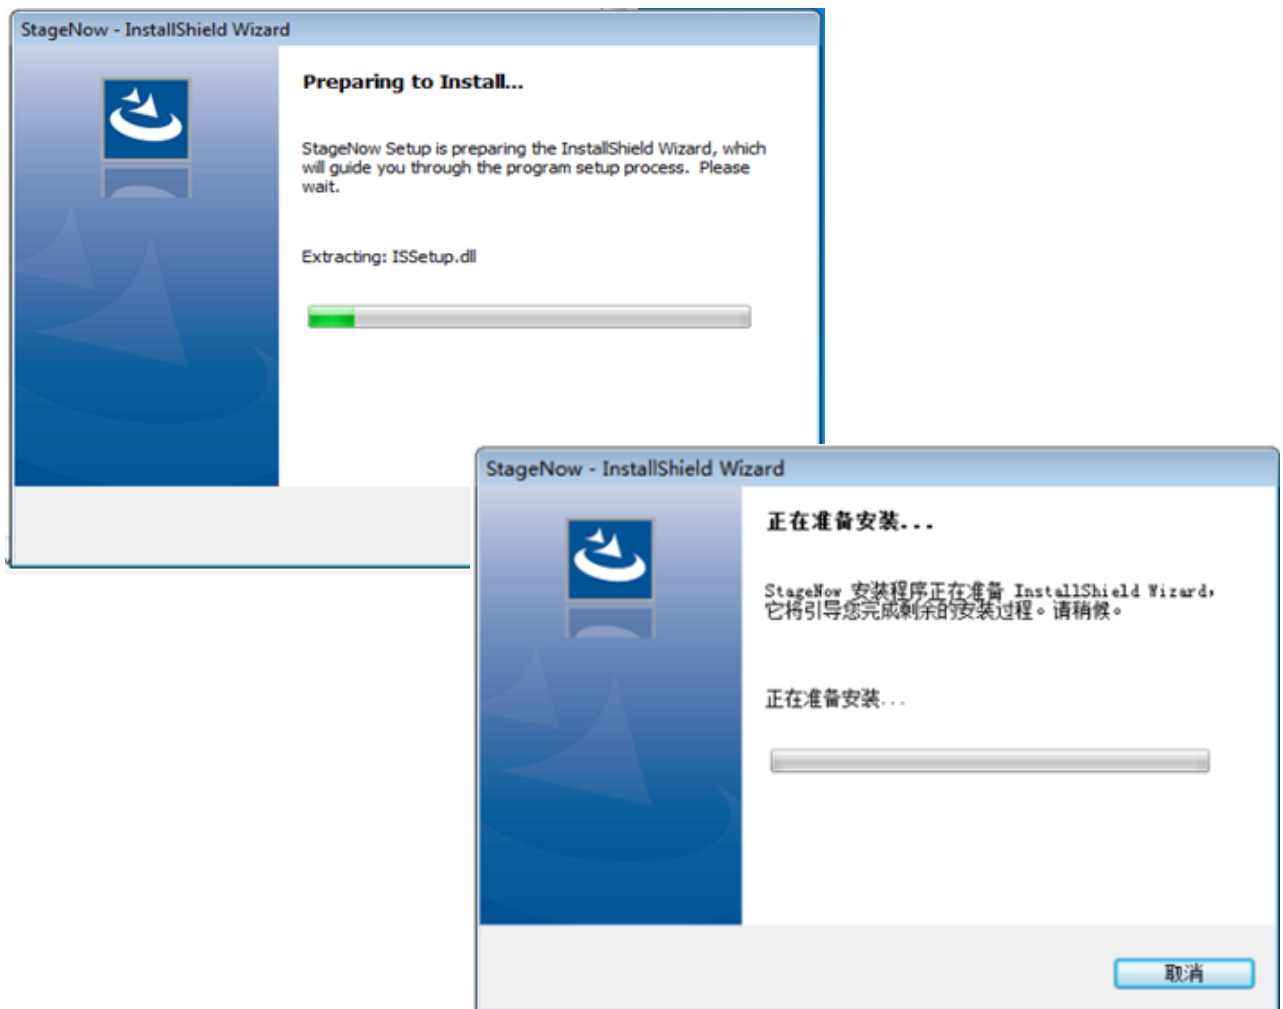 StageNow - InstallShield Wizard
Preparing to Install...
StageNow Setup is preparing the InstallShield Wizard, which
will guide you through the program setup process. Please
wait.
Extracting: ISSetup.dll
StageNow - InstallShield Wizard
正在准备安装...
StageNow 安装程序正在准备 InstallShield Wizard,
它将引导您完成剩余的安装过程。请稍候。
正在准备安装...
取消